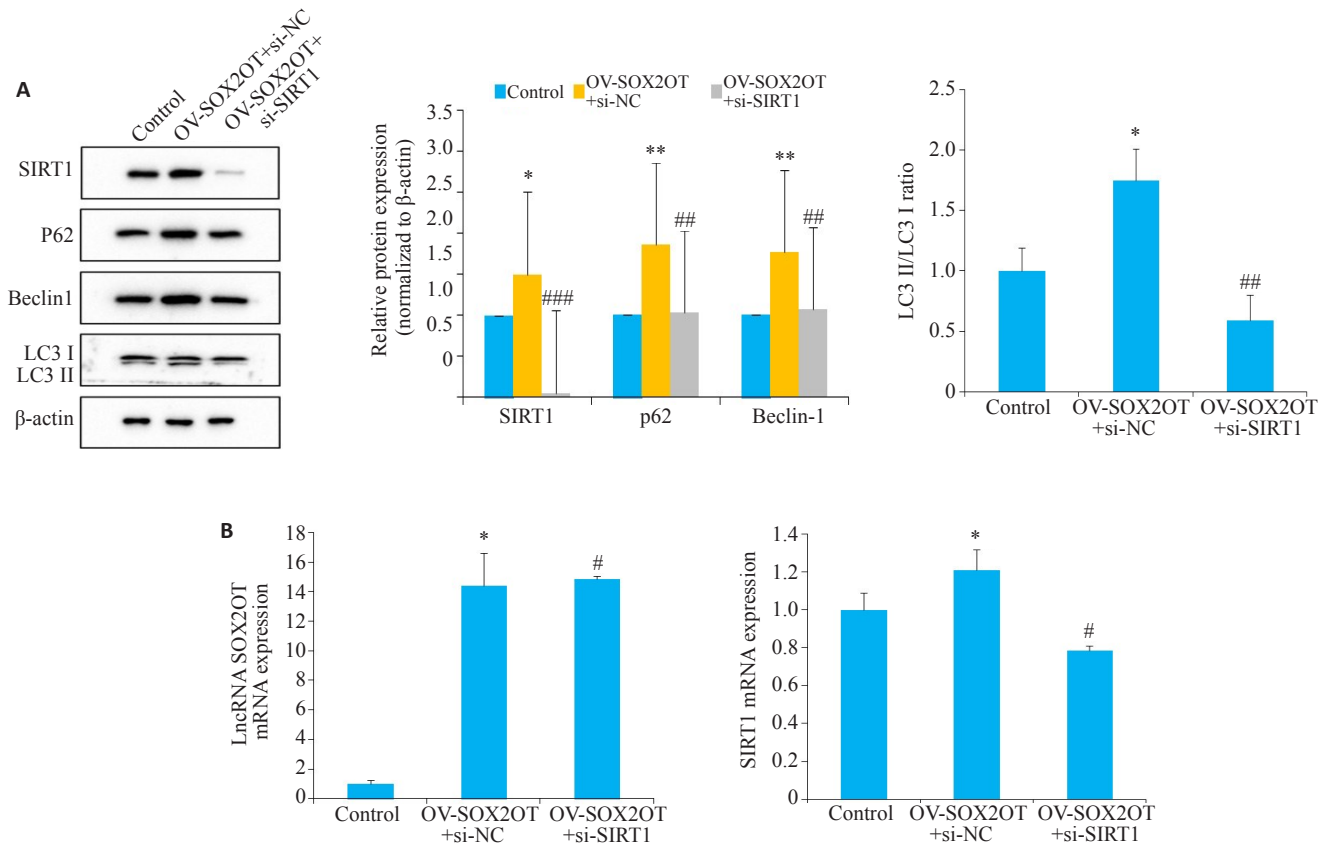 A
Control
OV-SOX2OT+si-NC
OV-SOX2OT+
si-SIRT1
SIRT1
P62
Beclin1
LC3 I
LC3 II
β-actin
Control
OV-SOX2OT
+si-NC
OV-SOX2OT
+si-SIRT1
Relative protein expression
(normalizad to β-actin)
3.5
3.0
2.5
2.0
1.5
1.0
0.5
0
*
###
**
##
**
##
SIRT1
p62
Beclin-1
LC3 II/LC3 I ratio
2.5
2.0
1.5
1.0
0.5
0
*
##
Control
OV-SOX2OT
+si-NC
OV-SOX2OT
+si-SIRT1
B
LncRNA SOX2OT
mRNA expression
18
16
14
12
10
8
6
4
2
0
*
#
Control
OV-SOX2OT
+si-NC
OV-SOX2OT
+si-SIRT1
SIRT1 mRNA expression
1.4
1.2
1.0
0.8
0.6
0.4
0.2
0
*
#
Control
OV-SOX2OT
+si-NC
OV-SOX2OT
+si-SIRT1